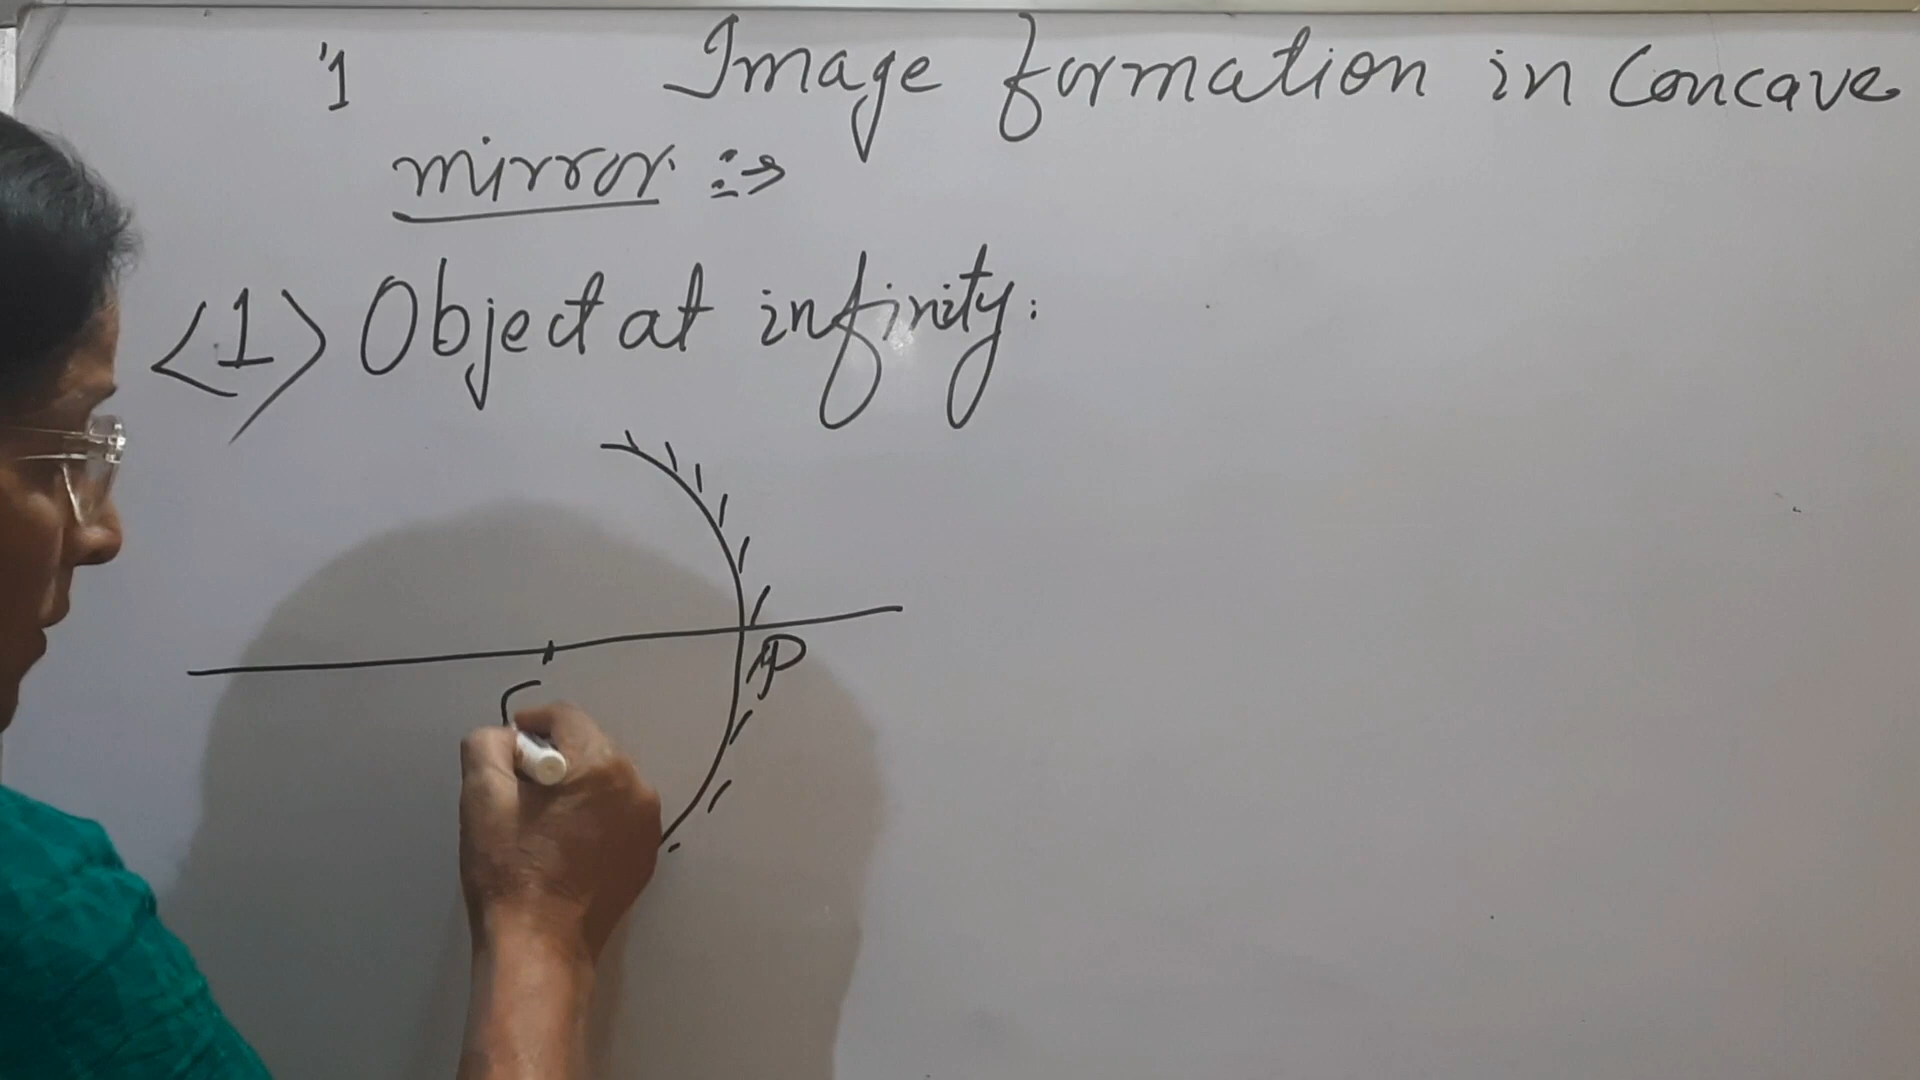 1 Image formation in Concave
mirror :⇒
<1> Object at infinity:
P